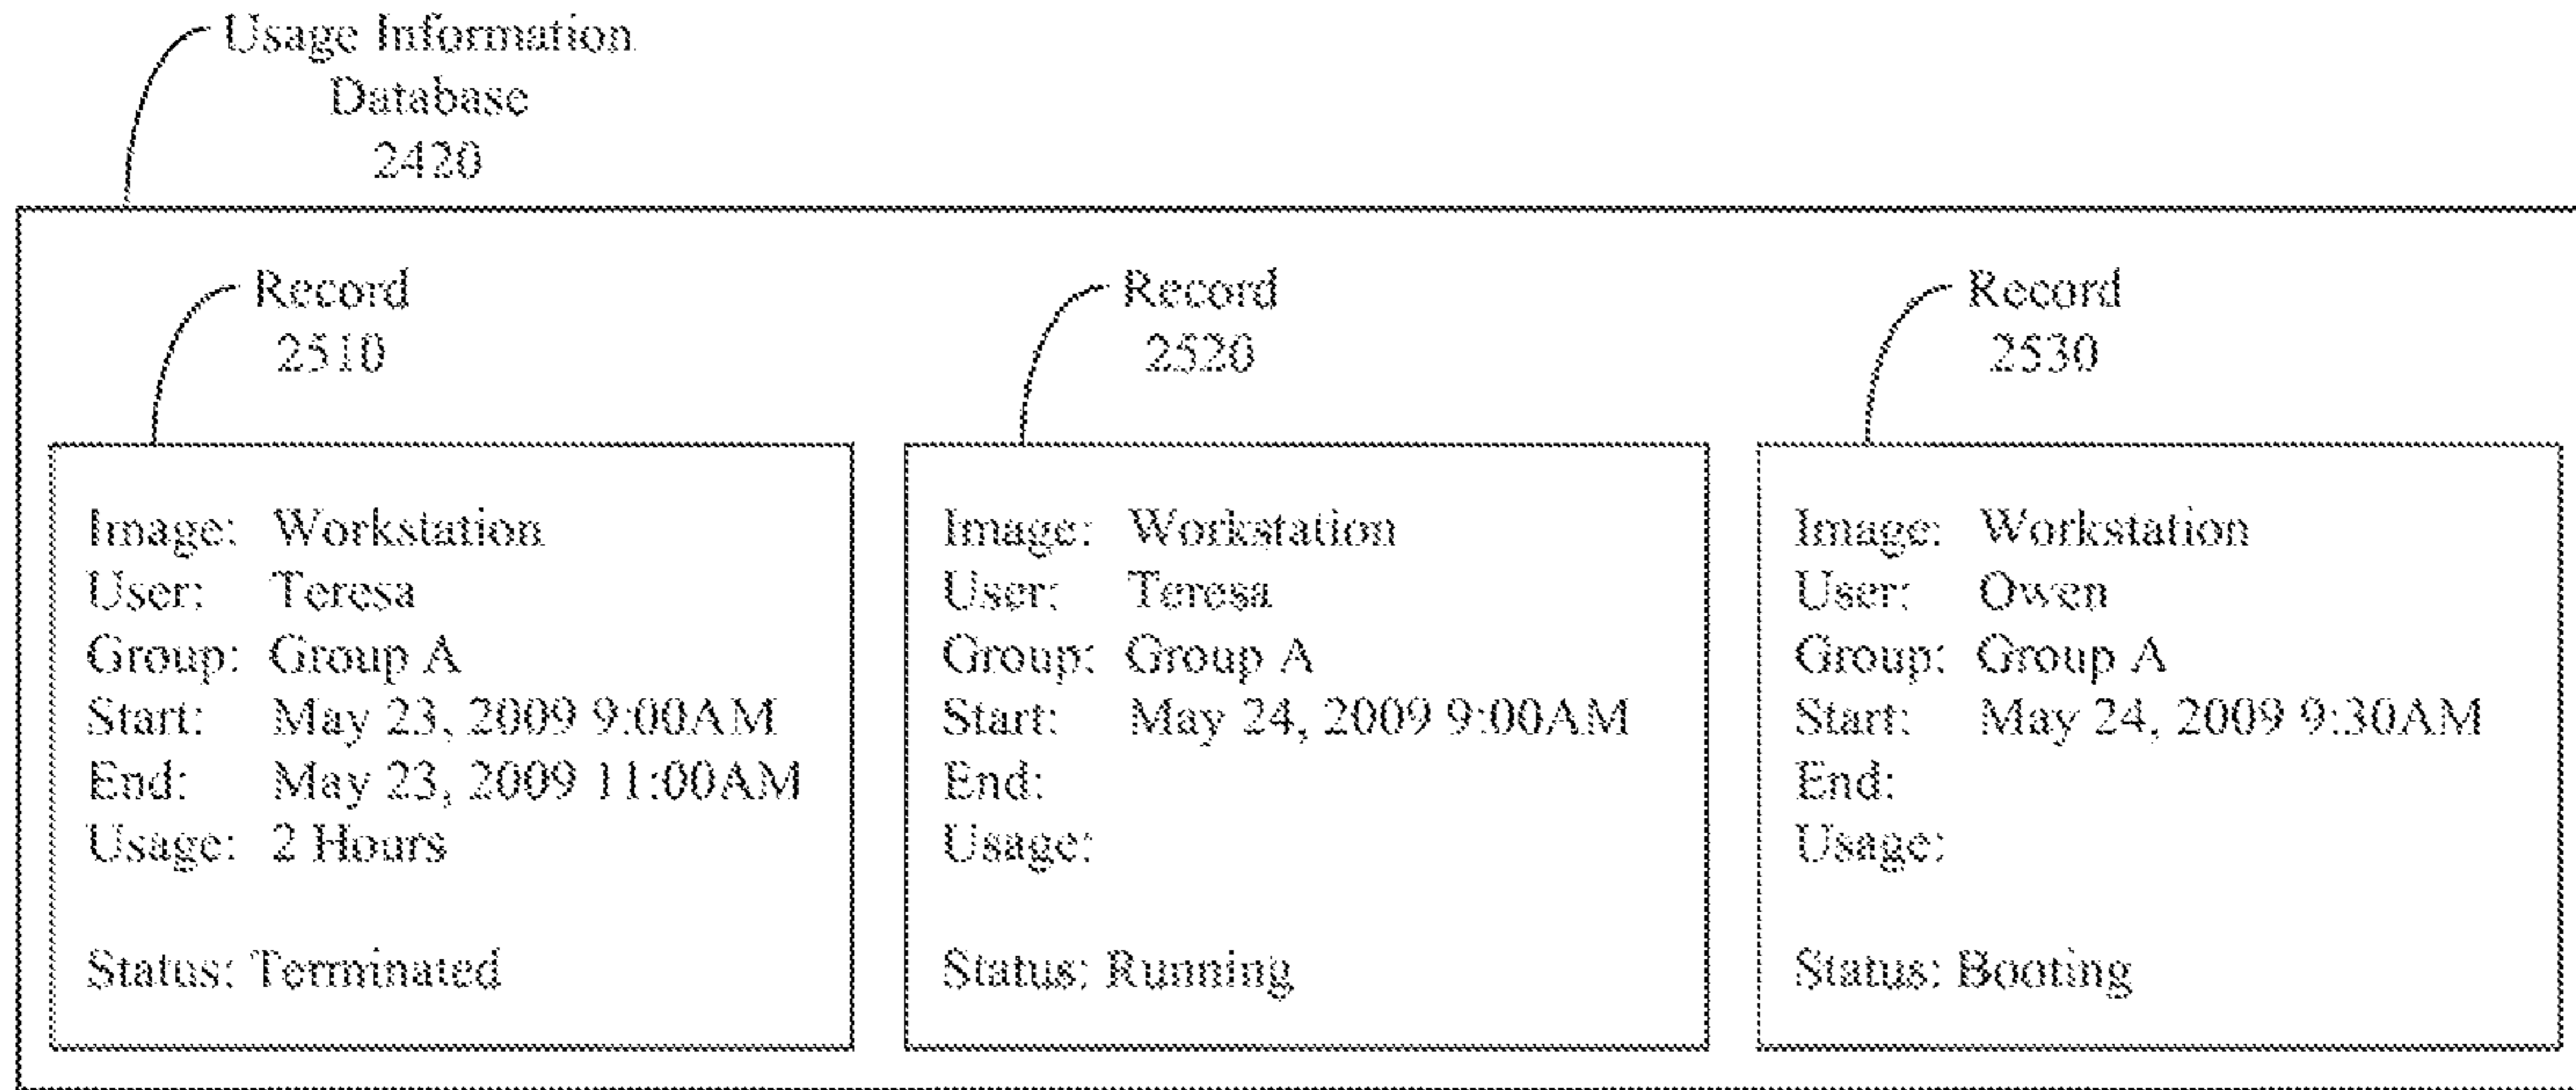 Usage Information
Database
2420
Record
2510
Record
2520
Record
2530
Image: Workstation
User: Teresa
Group: Group A
Start: May 23, 2009 9:00AM
End: May 23, 2009 11:00AM
Usage: 2 Hours
Status: Terminated
Image: Workstation
User: Teresa
Group: Group A
Start: May 24, 2009 9:00AM
End:
Usage:
Status: Running
Image: Workstation
User: Owen
Group: Group A
Start: May 24, 2009 9:30AM
End:
Usage:
Status: Booting